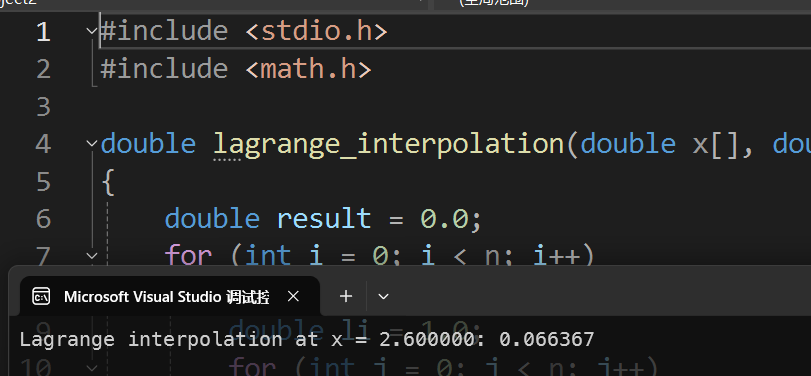 (全局范围)
1 #include <stdio.h>
2 #include <math.h>
3
4 double lagrange_interpolation(double x[], dou
5 {
6 double result = 0.0;
7 for (int i = 0; i < n; i++)
Microsoft Visual Studio 调试控
9 double li = 1.0;
Lagrange interpolation at x = 2.600000: 0.066367
10 for (int j = 0; j < n; j++)